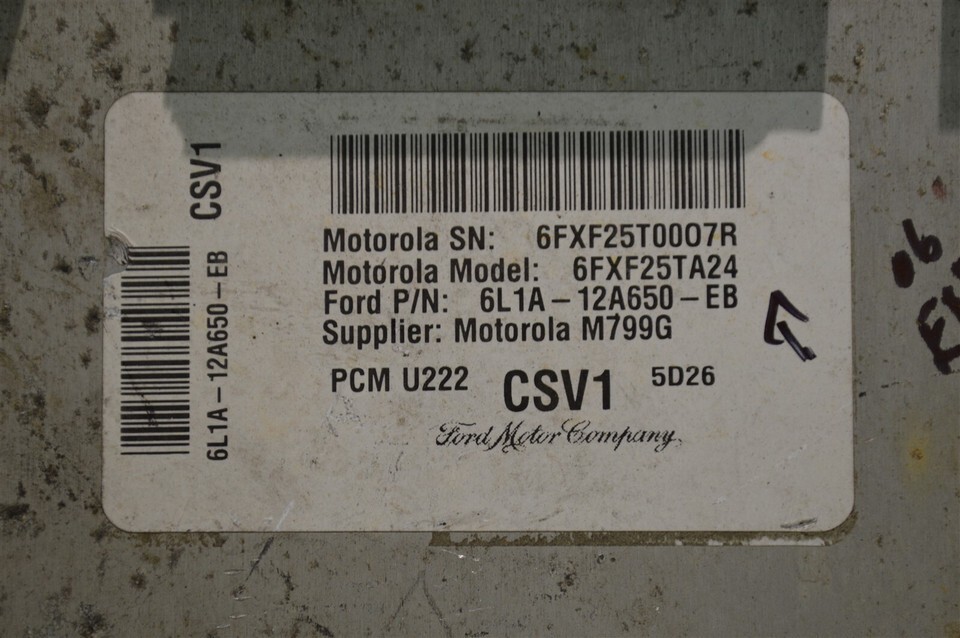 CSV1
6L1A-12A650-EB
Motorola SN: 6FXF25T0007R
Motorola Model: 6FXF25TA24
Ford P/N: 6L1A-12A650-EB
Supplier: Motorola M799G
PCM U222 CSV1 5D26
Ford Motor Company
06